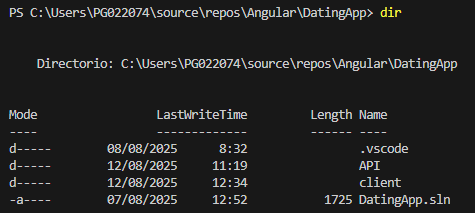 PS C:\Users\PG022074\source\repos\Angular\DatingApp> dir
Directorio: C:\Users\PG022074\source\repos\Angular\DatingApp
Mode LastWriteTime Length Name
---- ------------- ------ ----
d----- 08/08/2025 8:32 .vscode
d----- 12/08/2025 11:19 API
d----- 12/08/2025 12:34 client
-a---- 07/08/2025 12:52 1725 DatingApp.sln